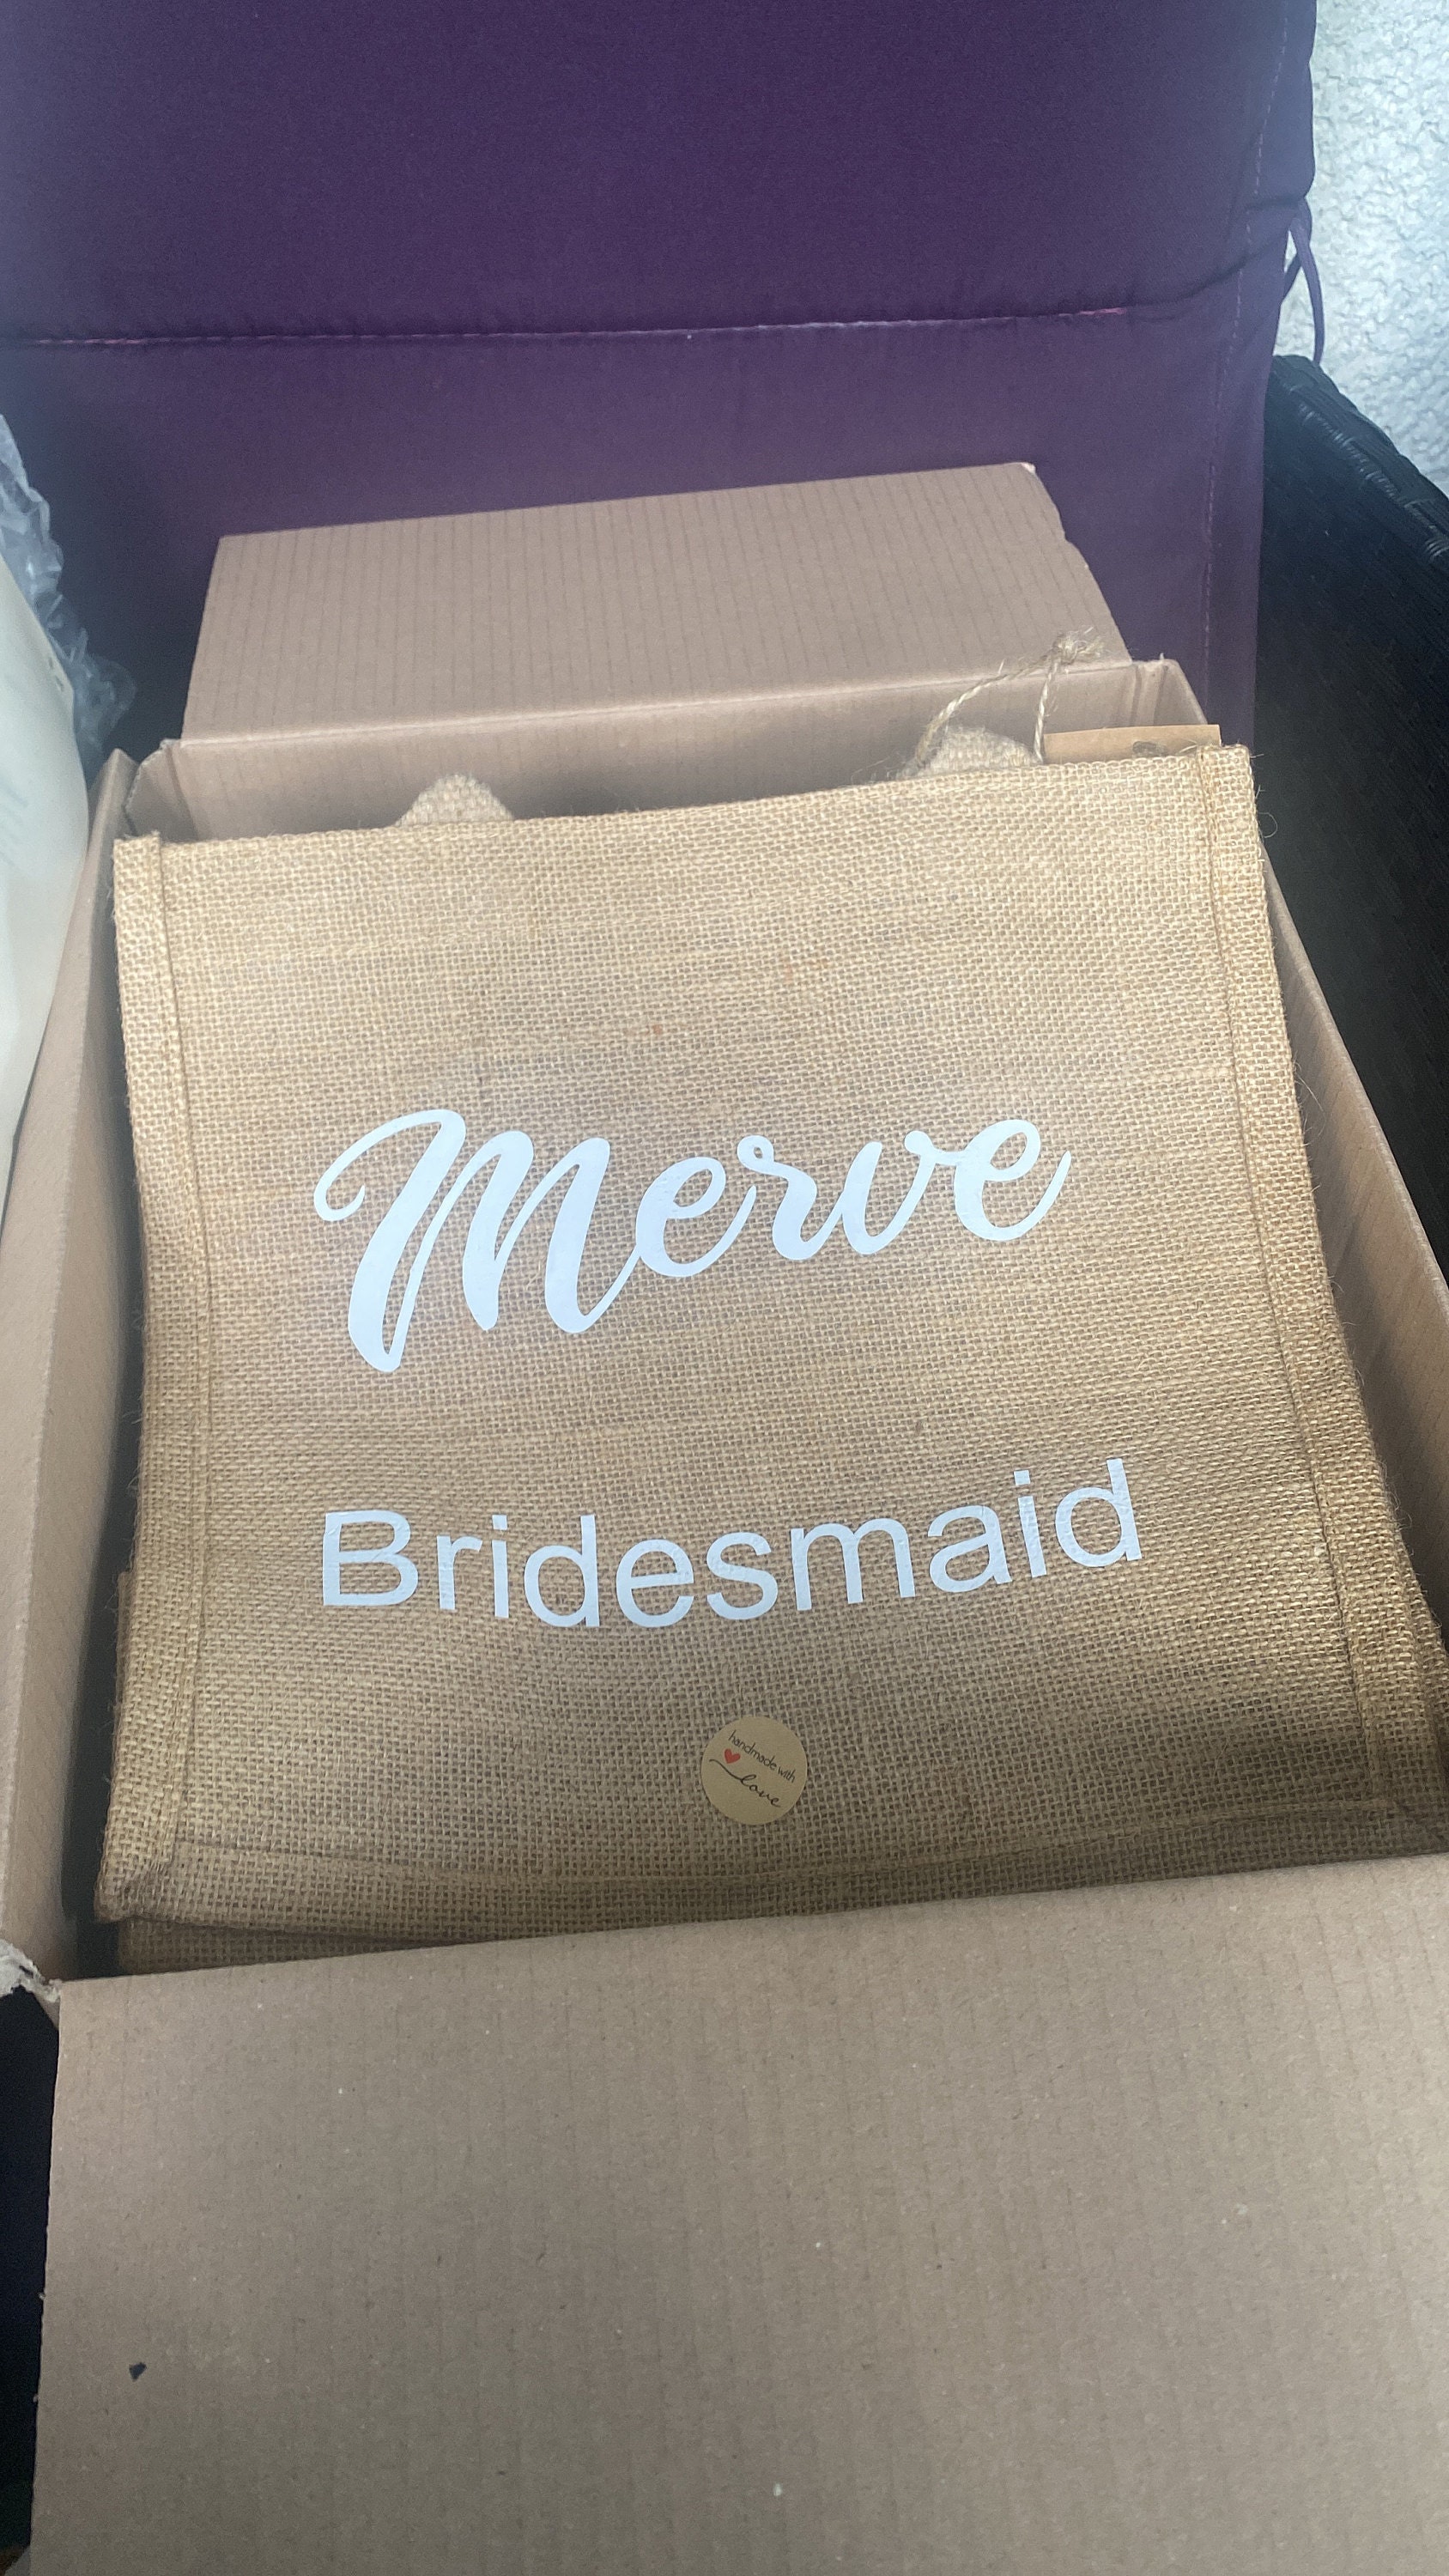 Merve
Bridesmaid
handmade with
love